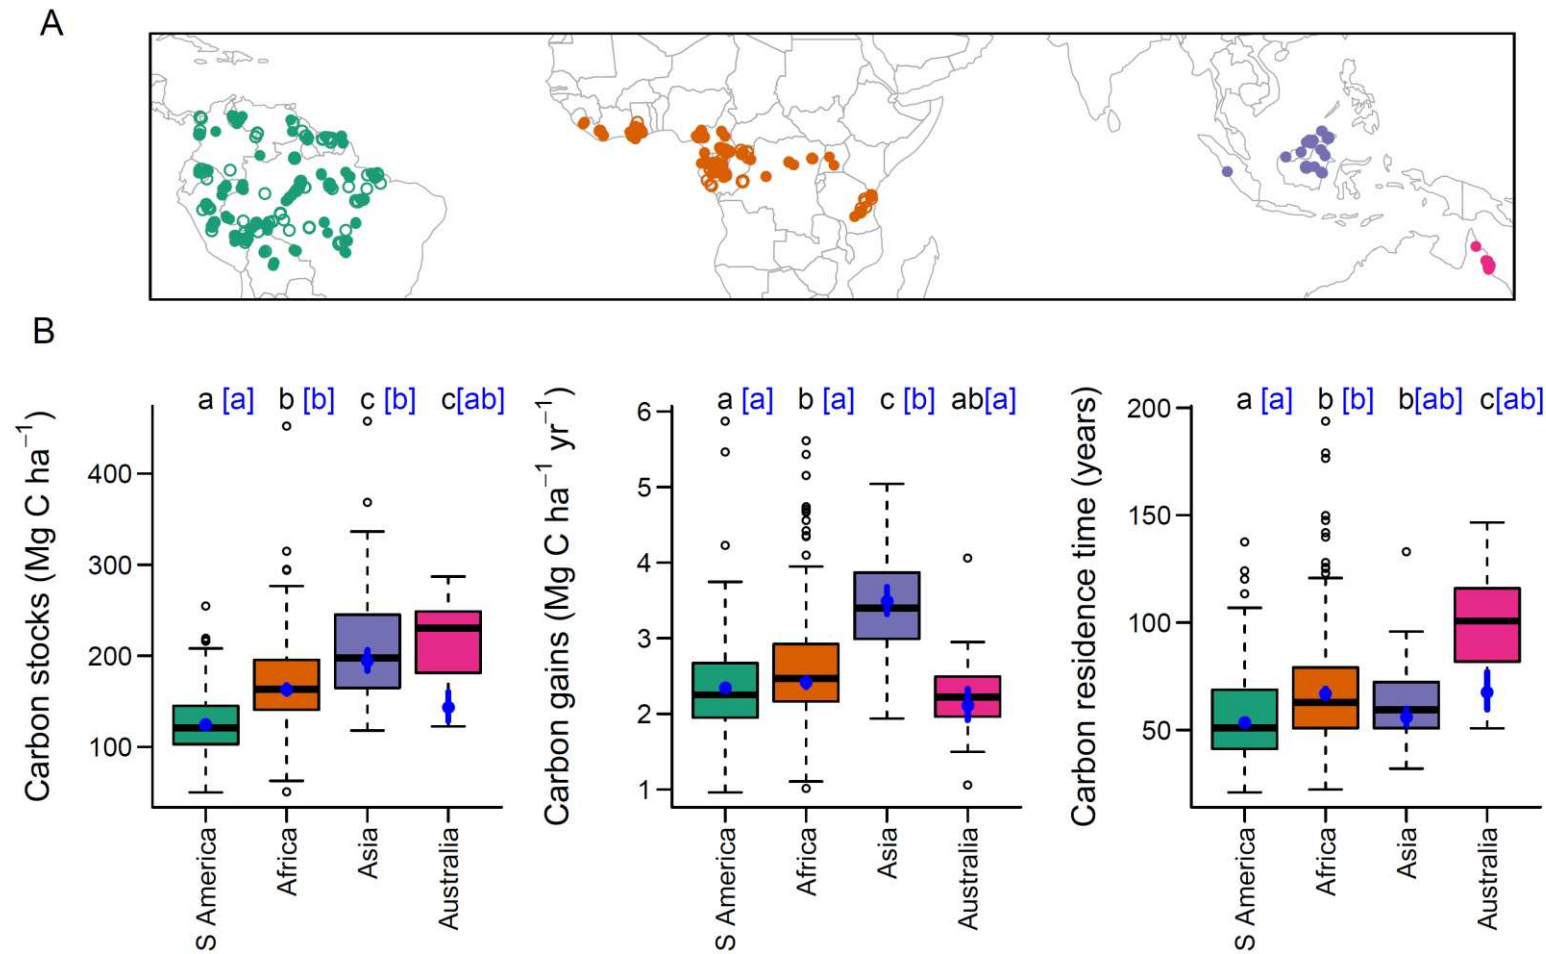 A
B
Carbon stocks (Mg C ha⁻¹)
a [a] b [b] c [b] c[ab]
400
300
200
100
S America
Africa
Asia
Australia
Carbon gains (Mg C ha⁻¹ yr⁻¹)
a [a] b [a] c [b] ab[a]
6
5
4
3
2
1
S America
Africa
Asia
Australia
Carbon residence time (years)
a [a] b [b] b[ab] c[ab]
200
150
100
50
S America
Africa
Asia
Australia